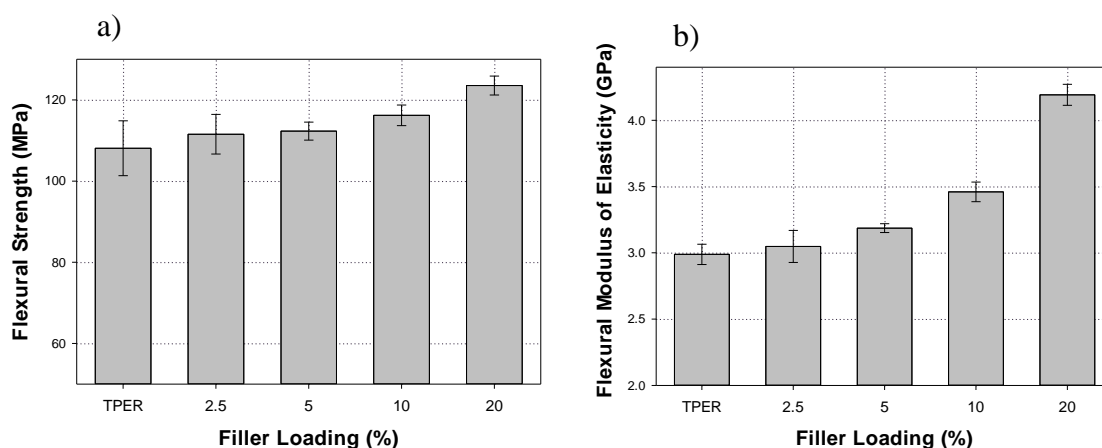 a)
Flexural Strength (MPa)
120
100
80
60
TPER 2.5 5 10 20
Filler Loading (%)
b)
Flexural Modulus of Elasticity (GPa)
4.0
3.5
3.0
2.5
2.0
TPER 2.5 5 10 20
Filler Loading (%)